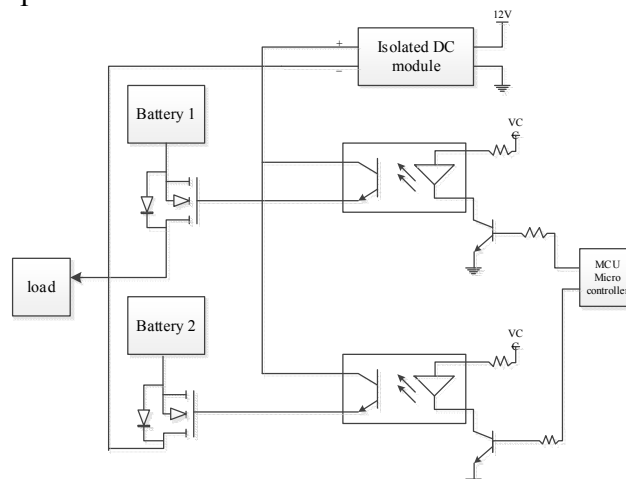 12V
+
Isolated DC
module
−
Battery 1
VC
C
MCU
Micro
controller
load
Battery 2
VC
C